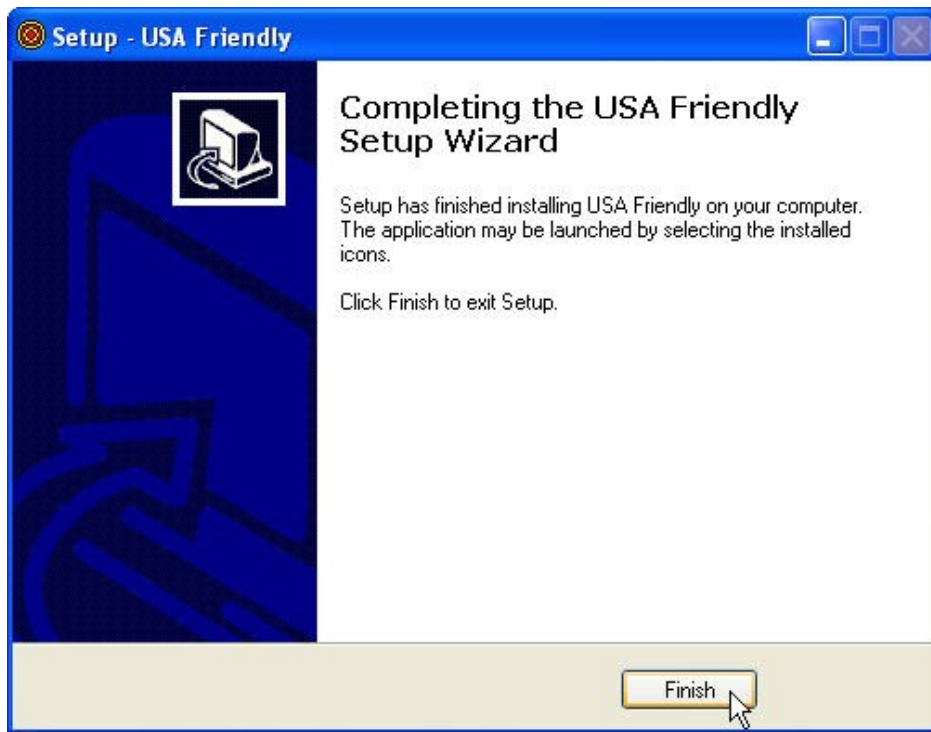 Setup - USA Friendly
Completing the USA Friendly
Setup Wizard
Setup has finished installing USA Friendly on your computer.
The application may be launched by selecting the installed
icons.
Click Finish to exit Setup.
Finish